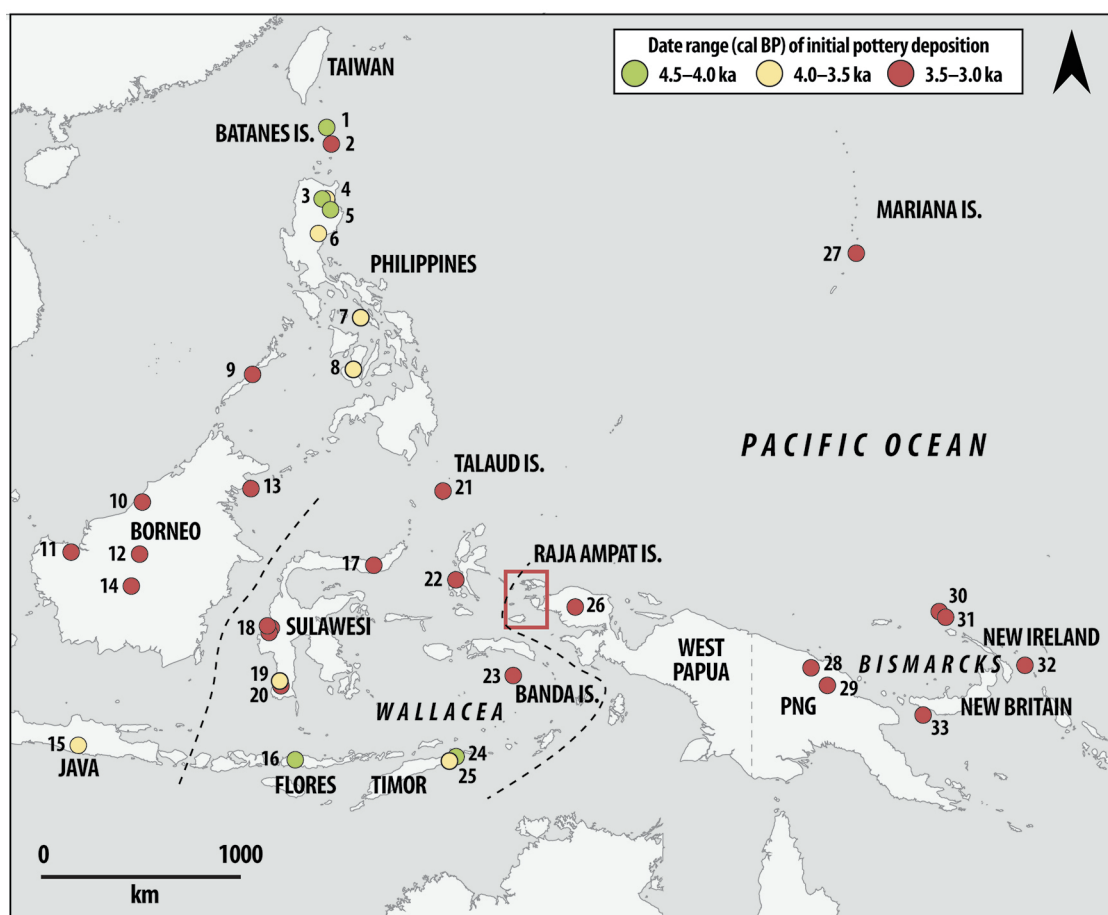 Date range (cal BP) of initial pottery deposition
4.5–4.0 ka 4.0–3.5 ka 3.5–3.0 ka
TAIWAN
1
BATANES IS.
2
3
4
5
6
MARIANA IS.
27
PHILIPPINES
7
8
9
PACIFIC OCEAN
TALAUD IS.
21
13
10
BORNEO
11
12
14
17
RAJA AMPAT IS.
22
26
18
SULAWESI
30
31
NEW IRELAND
WEST
PAPUA
28
BISMARCKS
32
19
20
23
BANDA IS.
29
PNG
NEW BRITAIN
33
WALLACEA
15
JAVA
16
FLORES
TIMOR
24
25
0 1000
km